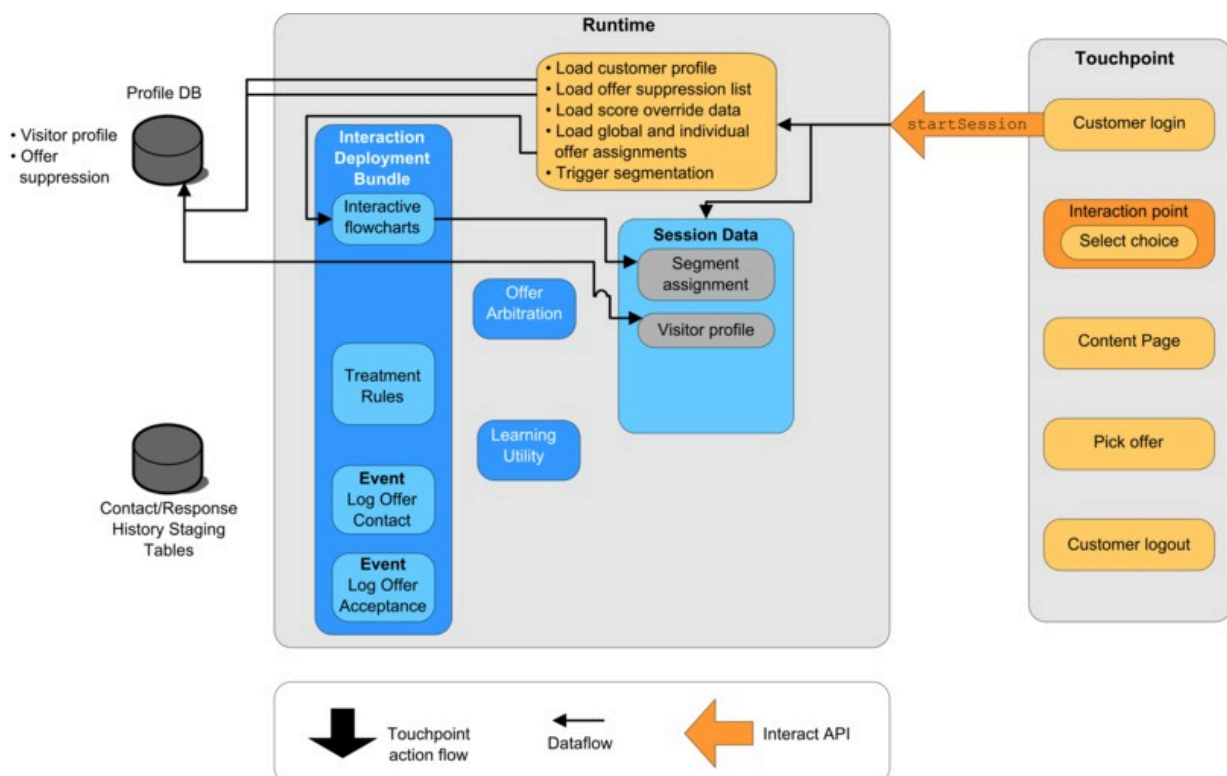 Runtime
Touchpoint
Profile DB
• Visitor profile
• Offer
suppression
• Load customer profile
• Load offer suppression list
• Load score override data
• Load global and individual
offer assignments
• Trigger segmentation
startSession
Customer login
Interaction
Deployment
Bundle
Interactive
flowcharts
Session Data
Segment
assignment
Visitor profile
Interaction point
Select choice
Offer
Arbitration
Content Page
Treatment
Rules
Learning
Utility
Pick offer
Contact/Response
History Staging
Tables
Event
Log Offer
Contact
Customer logout
Event
Log Offer
Acceptance
Touchpoint
action flow
Dataflow
Interact API